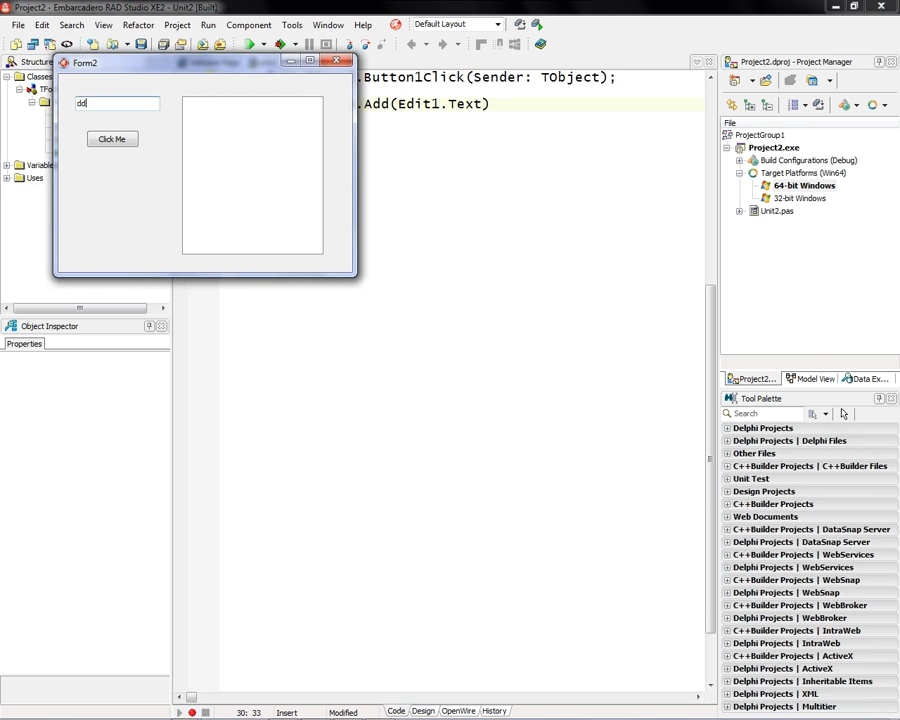 Project2 - Embarcadero RAD Studio XE2 - Unit2 [Built]
File Edit Search View Refactor Project Run Component Tools Window Help Default Layout
Structure
Form2
Classes
Variable
Uses
dd
Click Me
.Button1Click(Sender: TObject);
.Add(Edit1.Text)
Object Inspector
Properties
Project2.dproj - Project Manager
File
ProjectGroup1
Project2.exe
Build Configurations (Debug)
Target Platforms (Win64)
64-bit Windows
32-bit Windows
Unit2.pas
Project2... Model View Data Ex...
Tool Palette
Search
Delphi Projects
Delphi Projects | Delphi Files
Other Files
C++Builder Projects | C++Builder Files
Unit Test
Design Projects
C++Builder Projects
Web Documents
C++Builder Projects | DataSnap Server
Delphi Projects | DataSnap Server
C++Builder Projects | WebServices
Delphi Projects | WebServices
C++Builder Projects | WebSnap
Delphi Projects | WebSnap
C++Builder Projects | WebBroker
Delphi Projects | WebBroker
C++Builder Projects | IntraWeb
Delphi Projects | IntraWeb
C++Builder Projects | ActiveX
Delphi Projects | ActiveX
Delphi Projects | Inheritable Items
Delphi Projects | XML
Delphi Projects | Multitier
30: 33 Insert Modified Code Design OpenWire History